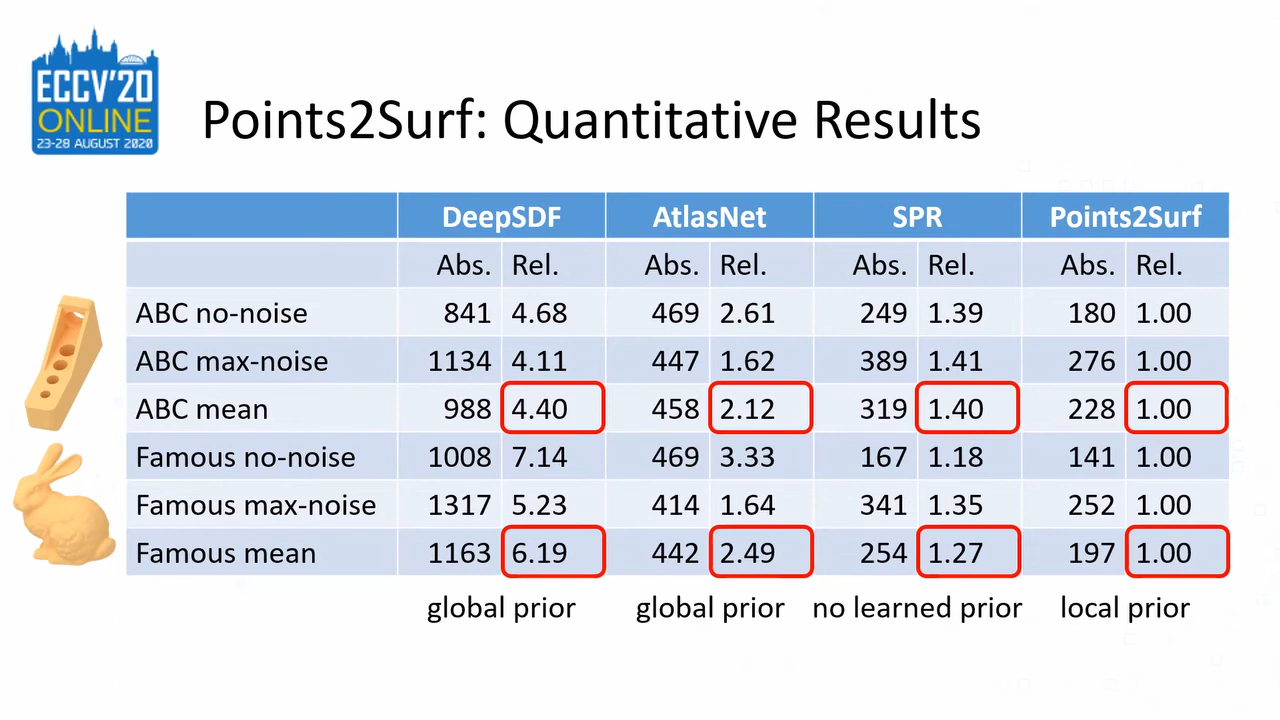 ECCV'20
ONLINE
23-28 AUGUST 2020
Points2Surf: Quantitative Results
DeepSDF AtlasNet SPR Points2Surf
Abs. Rel. Abs. Rel. Abs. Rel. Abs. Rel.
ABC no-noise 841 4.68 469 2.61 249 1.39 180 1.00
ABC max-noise 1134 4.11 447 1.62 389 1.41 276 1.00
ABC mean 988 4.40 458 2.12 319 1.40 228 1.00
Famous no-noise 1008 7.14 469 3.33 167 1.18 141 1.00
Famous max-noise 1317 5.23 414 1.64 341 1.35 252 1.00
Famous mean 1163 6.19 442 2.49 254 1.27 197 1.00
global prior global prior no learned prior local prior